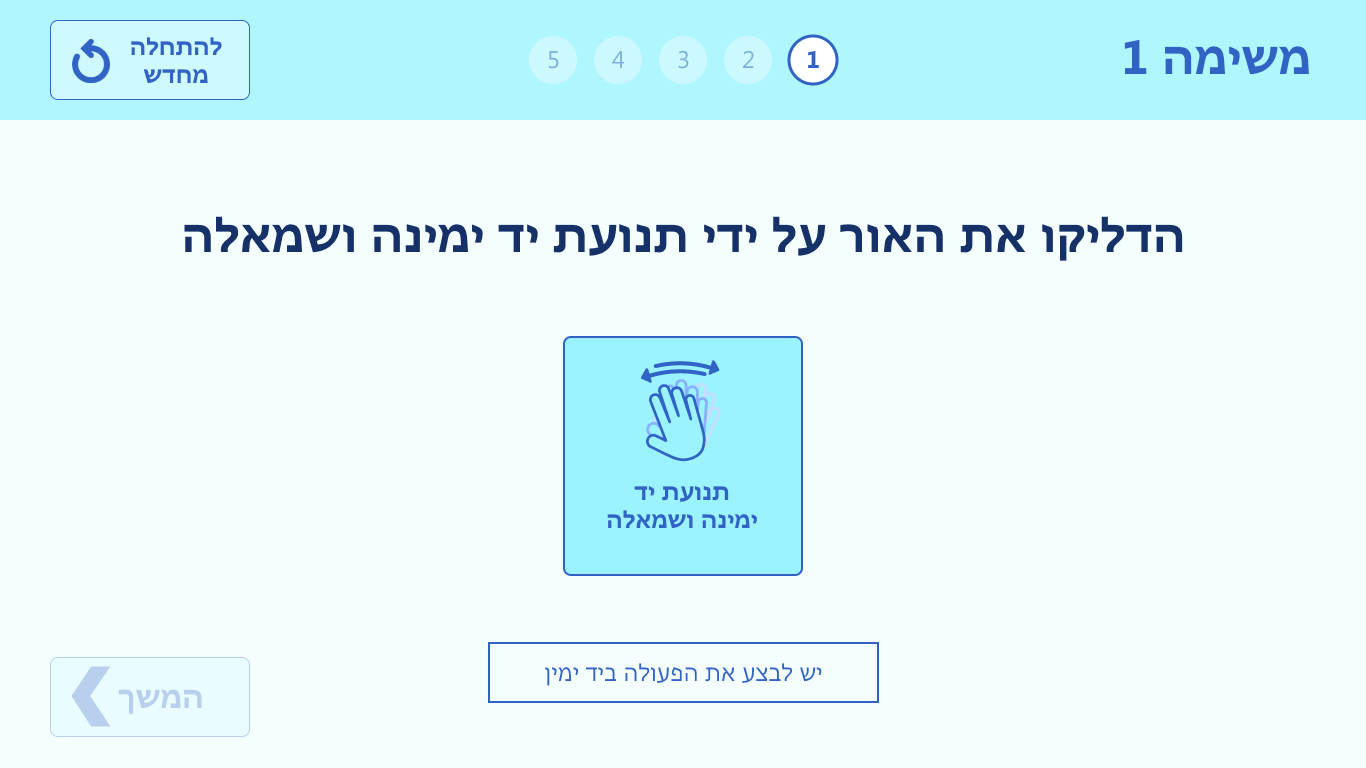 משימה 1
1
2
3
4
5
להתחלה
מחדש
הדליקו את האור על ידי תנועת יד ימינה ושמאלה
תנועת יד
ימינה ושמאלה
יש לבצע את הפעולה ביד ימין
המשך